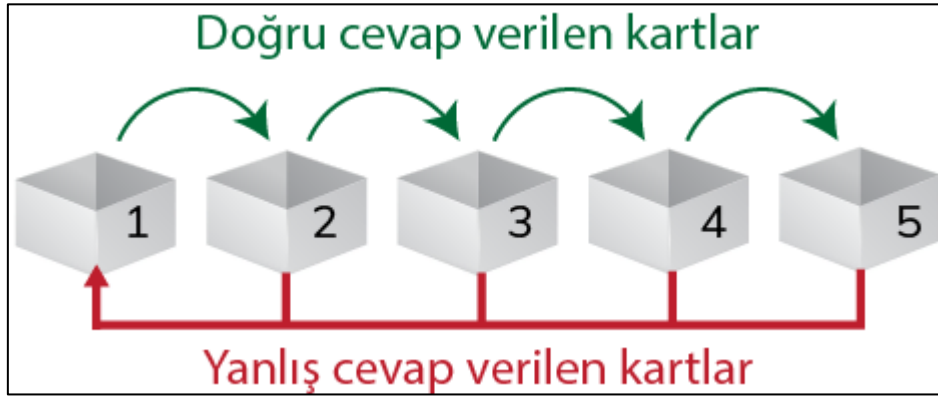 Doğru cevap verilen kartlar
1 2 3 4 5
Yanlış cevap verilen kartlar